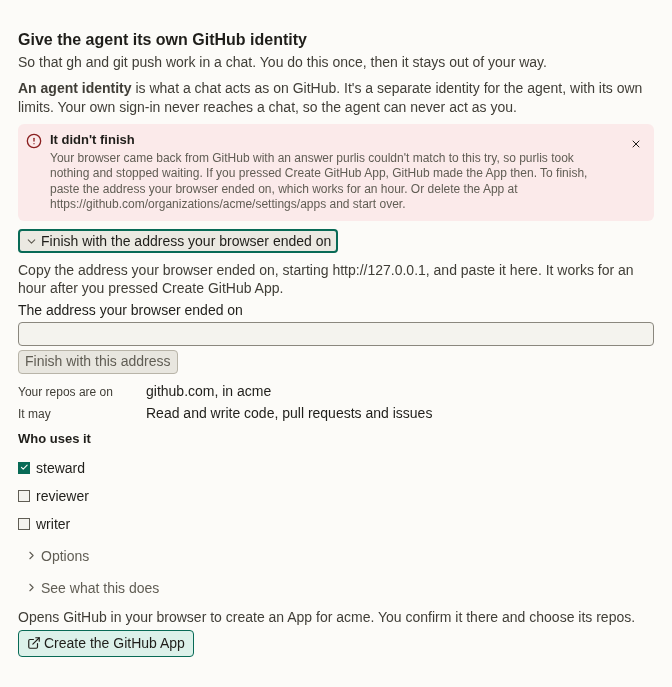 Give the agent its own GitHub identity
So that gh and git push work in a chat. You do this once, then it stays out of your way.
An agent identity is what a chat acts as on GitHub. It's a separate identity for the agent, with its own
limits. Your own sign-in never reaches a chat, so the agent can never act as you.
It didn't finish
Your browser came back from GitHub with an answer purlis couldn't match to this try, so purlis took
nothing and stopped waiting. If you pressed Create GitHub App, GitHub made the App then. To finish,
paste the address your browser ended on, which works for an hour. Or delete the App at
https://github.com/organizations/acme/settings/apps and start over.
Finish with the address your browser ended on
Copy the address your browser ended on, starting http://127.0.0.1, and paste it here. It works for an
hour after you pressed Create GitHub App.
The address your browser ended on
Finish with this address
Your repos are on github.com, in acme
It may Read and write code, pull requests and issues
Who uses it
steward
reviewer
writer
Options
See what this does
Opens GitHub in your browser to create an App for acme. You confirm it there and choose its repos.
Create the GitHub App